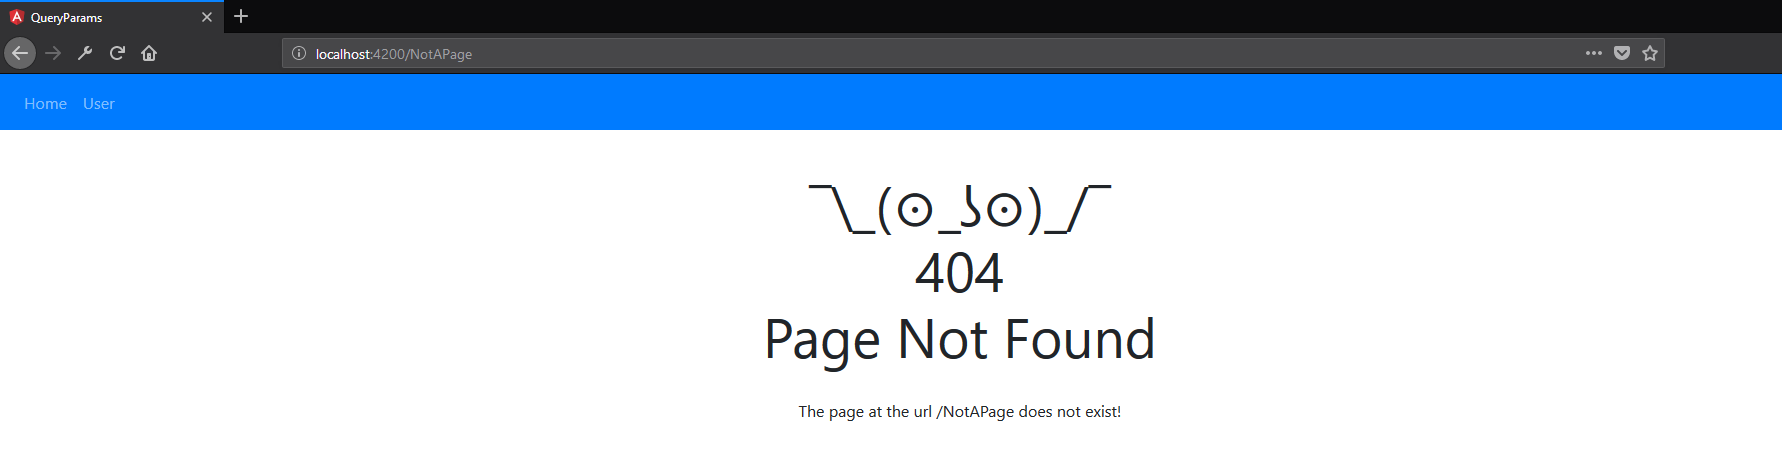 QueryParams
localhost:4200/NotAPage
Home User
¯\_(⊙_ʖ⊙)_/¯
404
Page Not Found
The page at the url /NotAPage does not exist!